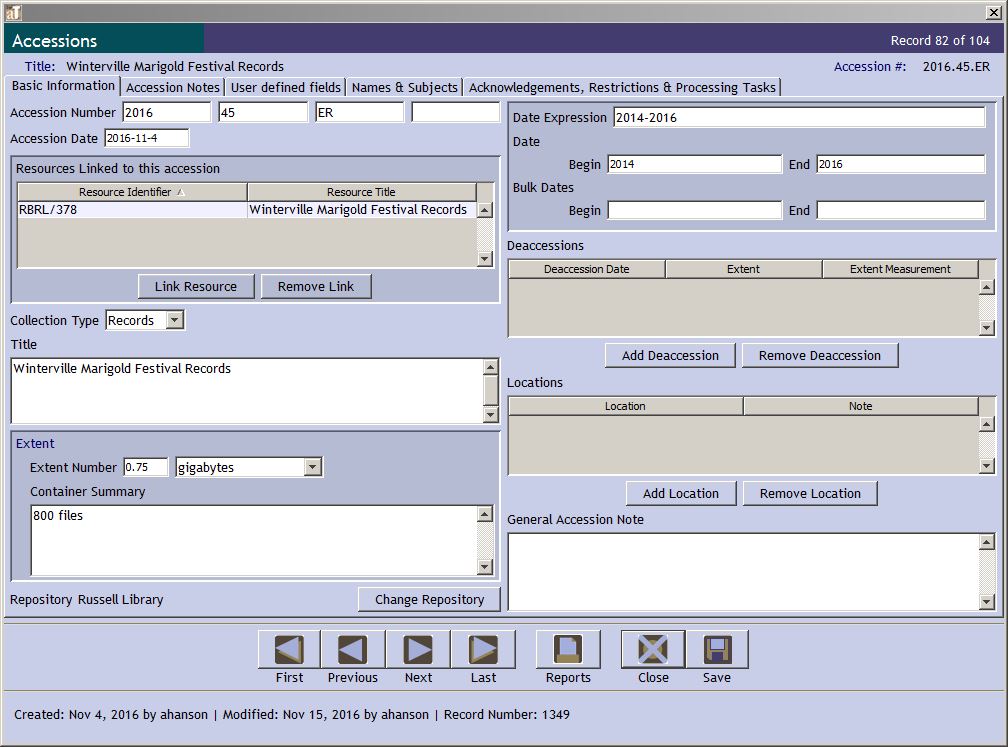 aT
Accessions
Record 82 of 104
Title: Winterville Marigold Festival Records
Accession #: 2016.45.ER
Basic Information
Accession Notes
User defined fields
Names & Subjects
Acknowledgements, Restrictions & Processing Tasks
Accession Number 2016 45 ER
Accession Date 2016-11-4
Resources Linked to this accession
Resource Identifier Resource Title
RBRL/378 Winterville Marigold Festival Records
Link Resource Remove Link
Collection Type Records
Title
Winterville Marigold Festival Records
Extent
Extent Number 0.75 gigabytes
Container Summary
800 files
Repository Russell Library
Change Repository
Date Expression 2014-2016
Date
Begin 2014 End 2016
Bulk Dates
Begin End
Deaccessions
Deaccession Date Extent Extent Measurement
Add Deaccession Remove Deaccession
Locations
Location Note
Add Location Remove Location
General Accession Note
First Previous Next Last Reports Close Save
Created: Nov 4, 2016 by ahanson | Modified: Nov 15, 2016 by ahanson | Record Number: 1349